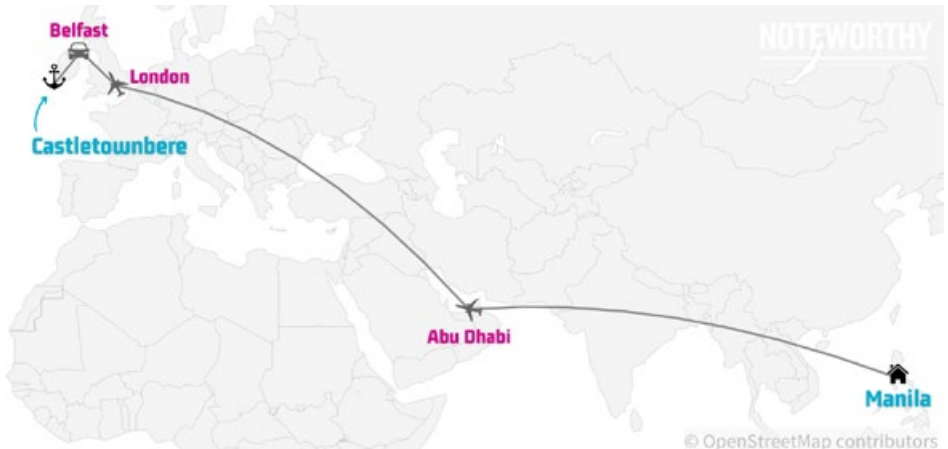 Belfast
NOTEWORTHY
London
Castletownbere
Abu Dhabi
Manila
© OpenStreetMap contributors